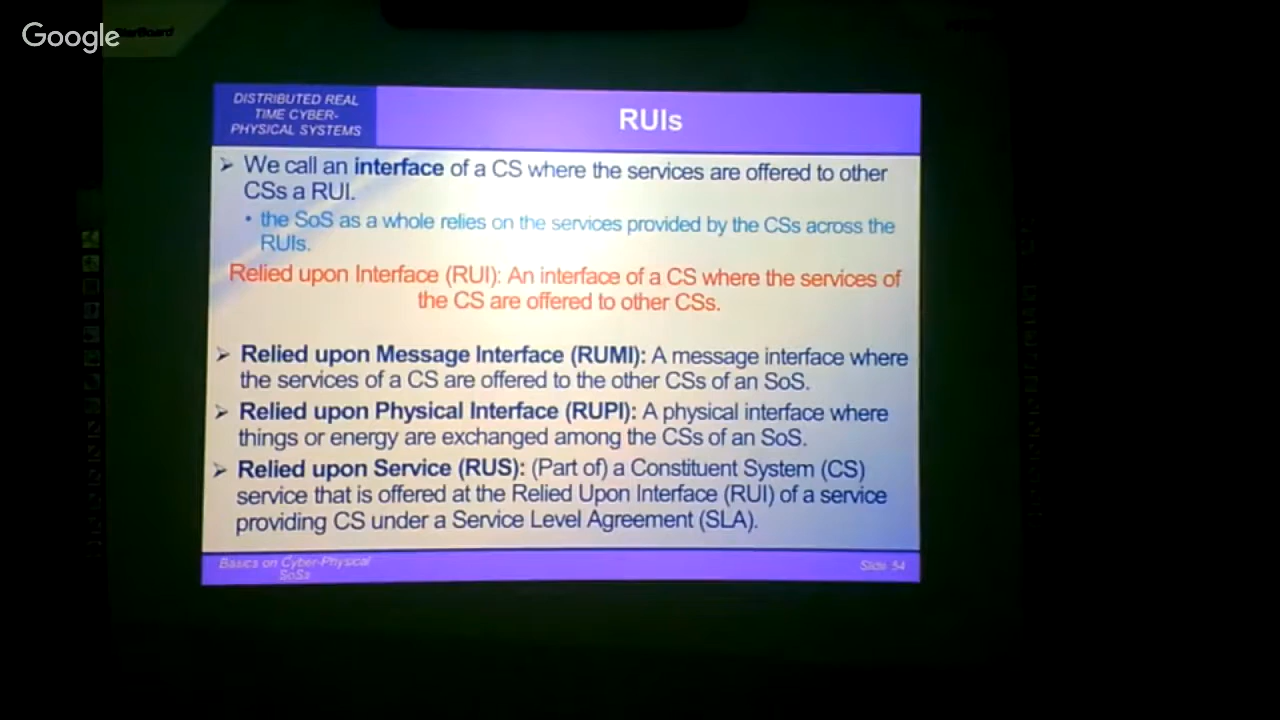 Google
DISTRIBUTED REAL
TIME CYBER-
PHYSICAL SYSTEMS
RUIs
➢ We call an interface of a CS where the services are offered to other
CSs a RUI.
• the SoS as a whole relies on the services provided by the CSs across the
RUIs.
Relied upon Interface (RUI): An interface of a CS where the services of
the CS are offered to other CSs.
➢ Relied upon Message Interface (RUMI): A message interface where
the services of a CS are offered to the other CSs of an SoS.
➢ Relied upon Physical Interface (RUPI): A physical interface where
things or energy are exchanged among the CSs of an SoS.
➢ Relied upon Service (RUS): (Part of) a Constituent System (CS)
service that is offered at the Relied Upon Interface (RUI) of a service
providing CS under a Service Level Agreement (SLA).
Basics on Cyber-Physical
SoSs
Slide 54